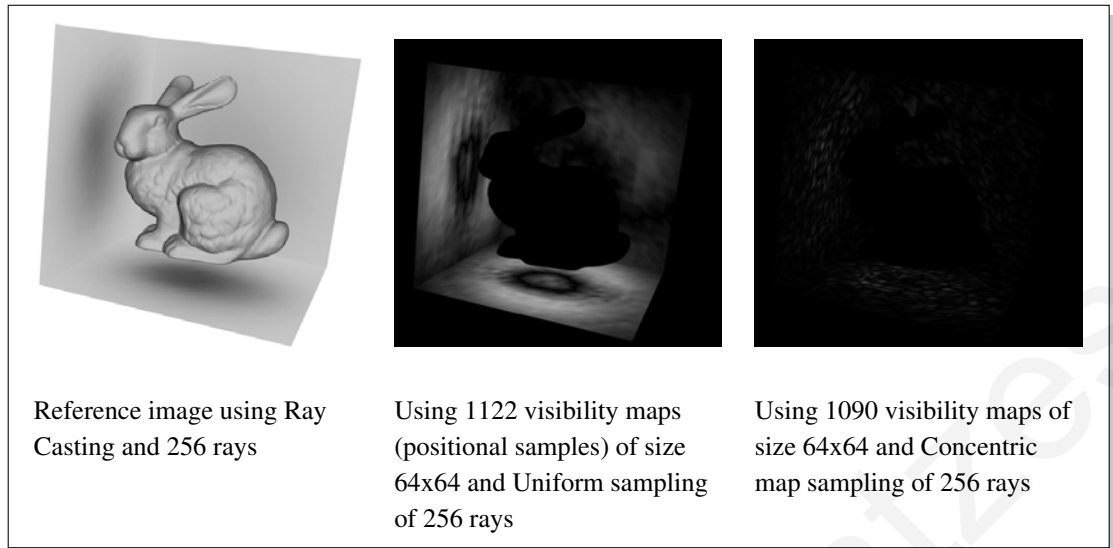 Reference image using Ray
Casting and 256 rays
Using 1122 visibility maps
(positional samples) of size
64x64 and Uniform sampling
of 256 rays
Using 1090 visibility maps of
size 64x64 and Concentric
map sampling of 256 rays